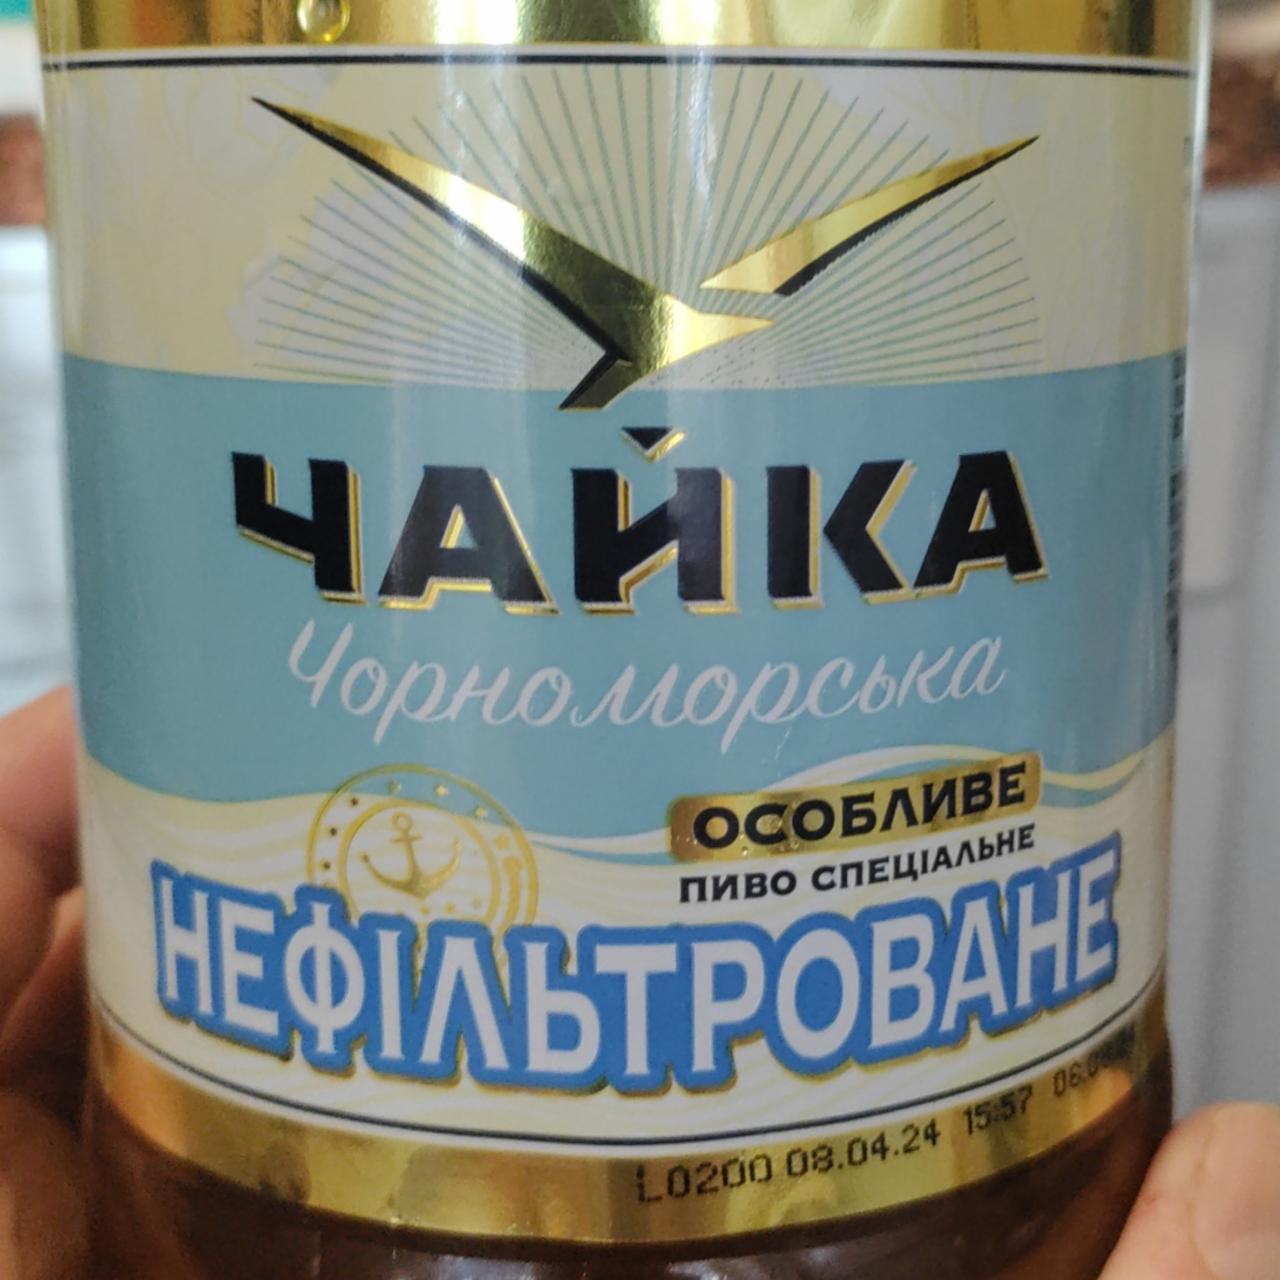 ЧАЙКА
Чорноморська
ОСОБЛИВЕ
ПИВО СПЕЦІАЛЬНЕ
НЕФІЛЬТРОВАНЕ
L0200 08.04.24 15:57